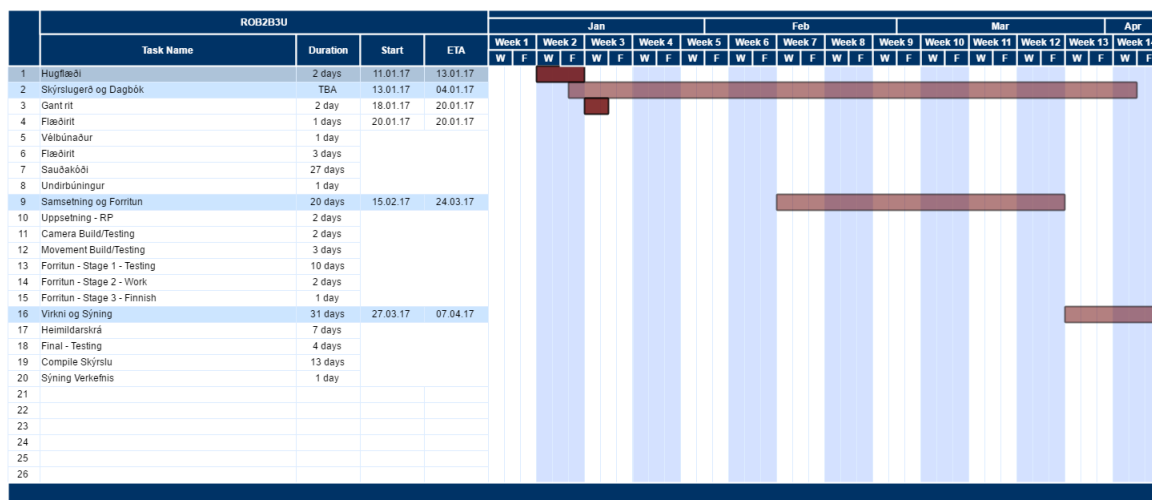 ROB2B3U
Jan Feb Mar Apr
Task Name Duration Start ETA
Week 1 Week 2 Week 3 Week 4 Week 5 Week 6 Week 7 Week 8 Week 9 Week 10 Week 11 Week 12 Week 13 Week 14
W F W F W F W F W F W F W F W F W F W F W F W F W F W F
1 Hugflæði 2 days 11.01.17 13.01.17
2 Skýrslugerð og Dagbók TBA 13.01.17 04.01.17
3 Gant rit 2 day 18.01.17 20.01.17
4 Flæðirit 1 days 20.01.17 20.01.17
5 Vèlbúnaður 1 day
6 Flæðirit 3 days
7 Sauðakóði 27 days
8 Undirbúningur 1 day
9 Samsetning og Forritun 20 days 15.02.17 24.03.17
10 Uppsetning - RP 2 days
11 Camera Build/Testing 2 days
12 Movement Build/Testing 3 days
13 Forritun - Stage 1 - Testing 10 days
14 Forritun - Stage 2 - Work 2 days
15 Forritun - Stage 3 - Finnish 1 day
16 Virkni og Sýning 31 days 27.03.17 07.04.17
17 Heimildarskrá 7 days
18 Final - Testing 4 days
19 Compile Skýrslu 13 days
20 Sýning Verkefnis 1 day
21
22
23
24
25
26